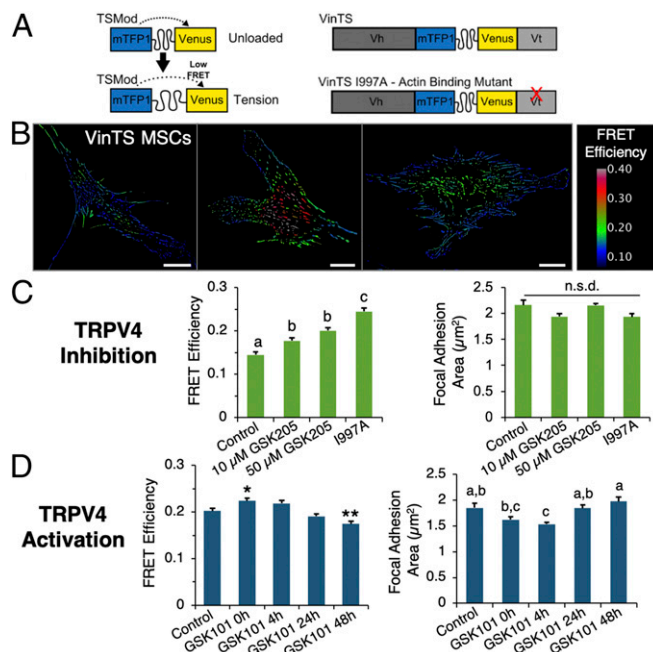 A
TSMod
mTFP1 Venus Unloaded
TSMod Low FRET
mTFP1 Venus Tension
VinTS
Vh mTFP1 Venus Vt
VinTS I997A - Actin Binding Mutant
Vh mTFP1 Venus Vt
X
B
VinTS MSCs
FRET
Efficiency
0.40
0.30
0.20
0.10
C
TRPV4
Inhibition
FRET Efficiency
0.3
0.2
0.1
0
a
b
b
c
Control
10 µM GSK205
50 µM GSK205
I997A
Focal Adhesion
Area (µm²)
2.5
2
1.5
1
0.5
0
n.s.d.
Control
10 µM GSK205
50 µM GSK205
I997A
D
TRPV4
Activation
FRET Efficiency
0.3
0.2
0.1
0
*
**
Control
GSK101 0h
GSK101 4h
GSK101 24h
GSK101 48h
Focal Adhesion
Area (µm²)
2.5
2
1.5
1
0.5
0
a,b
b,c
c
a,b
a
Control
GSK101 0h
GSK101 4h
GSK101 24h
GSK101 48h